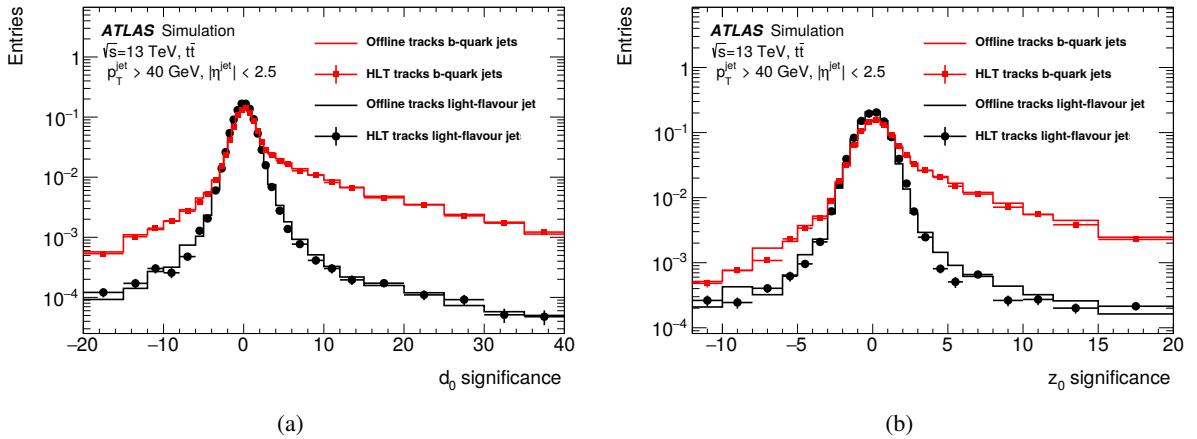 Entries
ATLAS Simulation
√s=13 TeV, tt̄
p_T^jet > 40 GeV, |η^jet| < 2.5
Offline tracks b-quark jets
HLT tracks b-quark jets
Offline tracks light-flavour jet
HLT tracks light-flavour jet
1
10⁻¹
10⁻²
10⁻³
10⁻⁴
−20 −10 0 10 20 30 40
d₀ significance
(a)
Entries
ATLAS Simulation
√s=13 TeV, tt̄
p_T^jet > 40 GeV, |η^jet| < 2.5
Offline tracks b-quark jets
HLT tracks b-quark jets
Offline tracks light-flavour jet
HLT tracks light-flavour jet
1
10⁻¹
10⁻²
10⁻³
10⁻⁴
−10 −5 0 5 10 15 20
z₀ significance
(b)